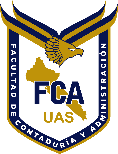 FCA
UAS
FACULTAD DE CONTADURÍA Y ADMINISTRACIÓN